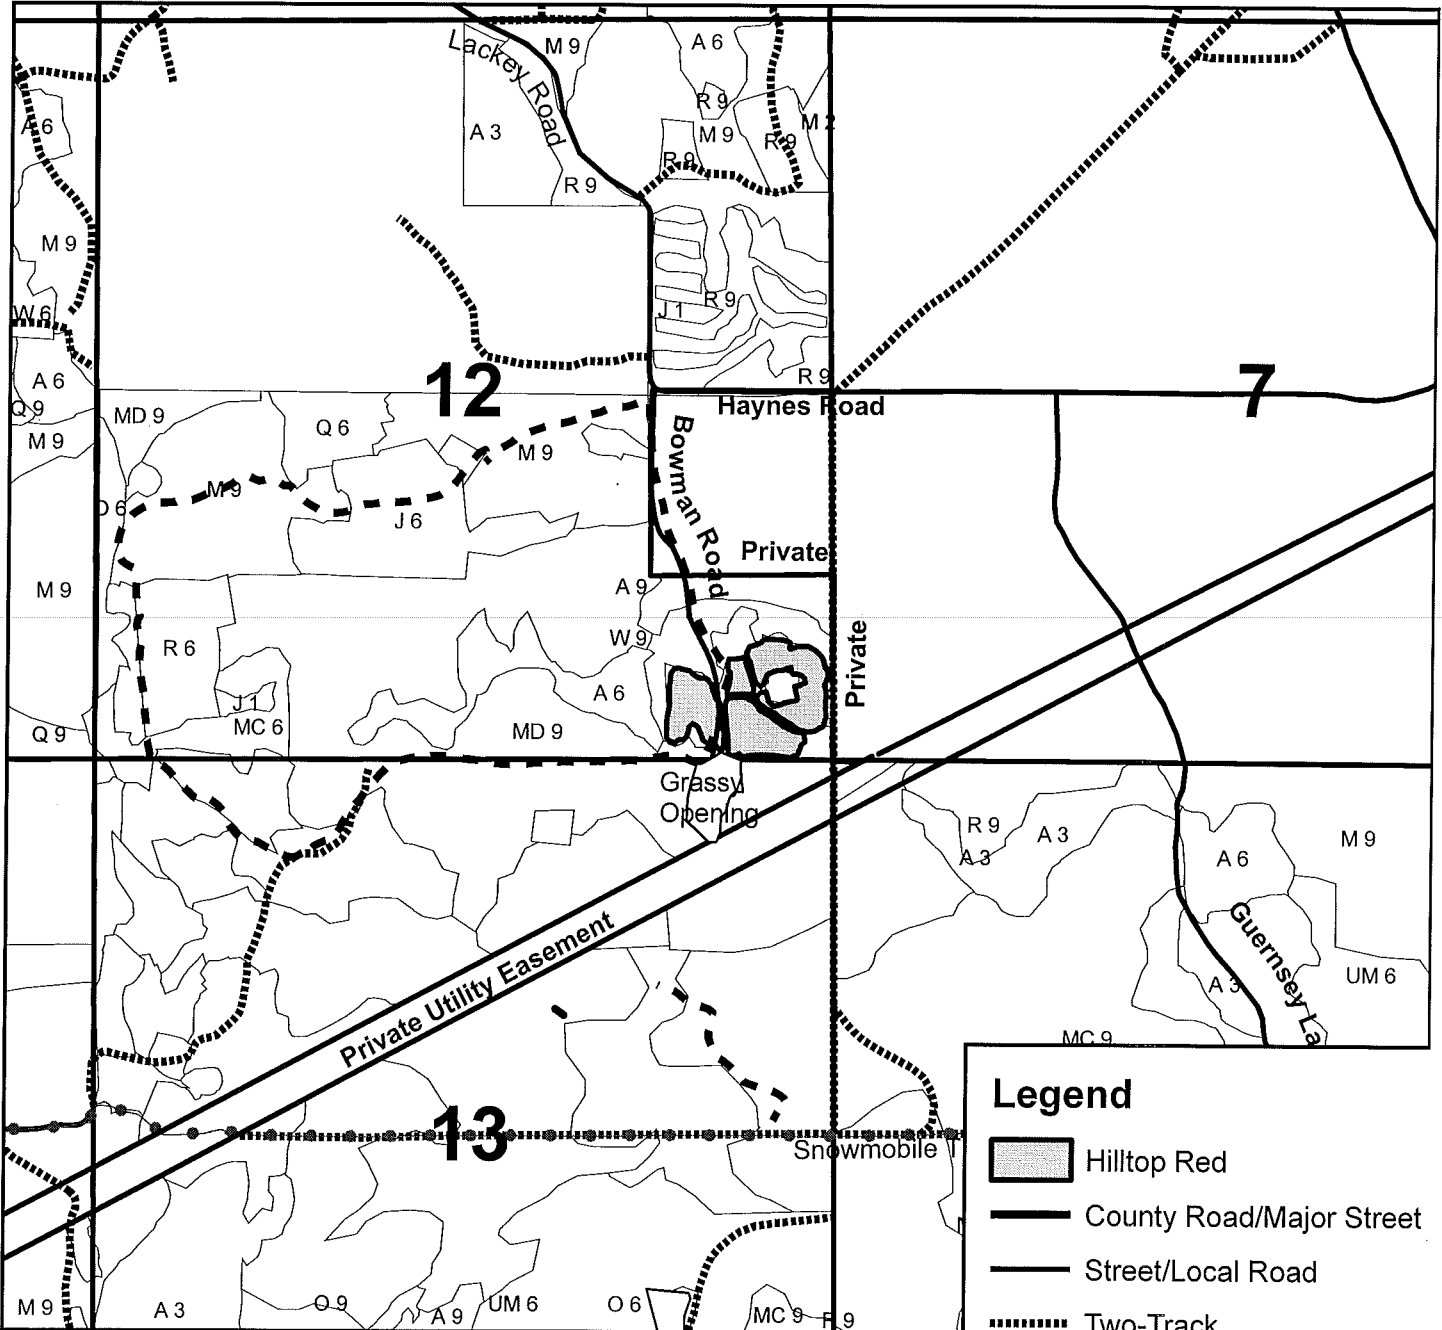 M 9
A 6
Lackey Road
R 9
A 6
A 3
M 9
R 9
M 2
R 9
R 9
M 9
R 9
J 1
W 6
A 6
12
R 9
7
Q 9
MD 9
Haynes Road
Q 6
M 9
M 9
Bowman Road
M 9
J 6
Private
M 9
A 9
W 9
R 6
Private
A 6
J 1
MC 6
Q 9
MD 9
Grassy
Opening
R 9
A 3
A 3
M 9
A 6
Guernsey La
Private Utility Easement
A 3
UM 6
MC 9
13
Snowmobile
Legend
Hilltop Red
County Road/Major Street
Street/Local Road
Two-Track
M 9
A 3
O 9
A 9
UM 6
O 6
MC 9
R 9